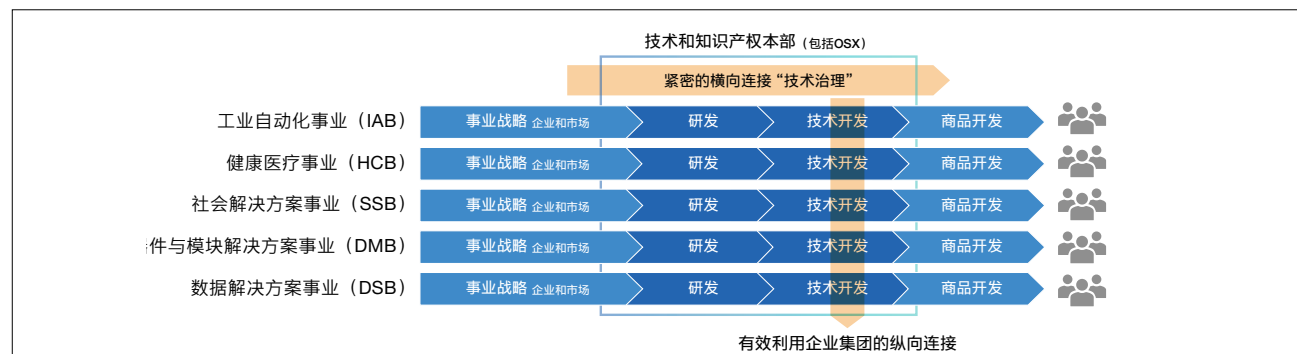 技术和知识产权本部（包括OSX）
紧密的横向连接“技术治理”
工业自动化事业（IAB） 事业战略 企业和市场 研发 技术开发 商品开发
健康医疗事业（HCB） 事业战略 企业和市场 研发 技术开发 商品开发
社会解决方案事业（SSB） 事业战略 企业和市场 研发 技术开发 商品开发
件与模块解决方案事业（DMB） 事业战略 企业和市场 研发 技术开发 商品开发
数据解决方案事业（DSB） 事业战略 企业和市场 研发 技术开发 商品开发
有效利用企业集团的纵向连接